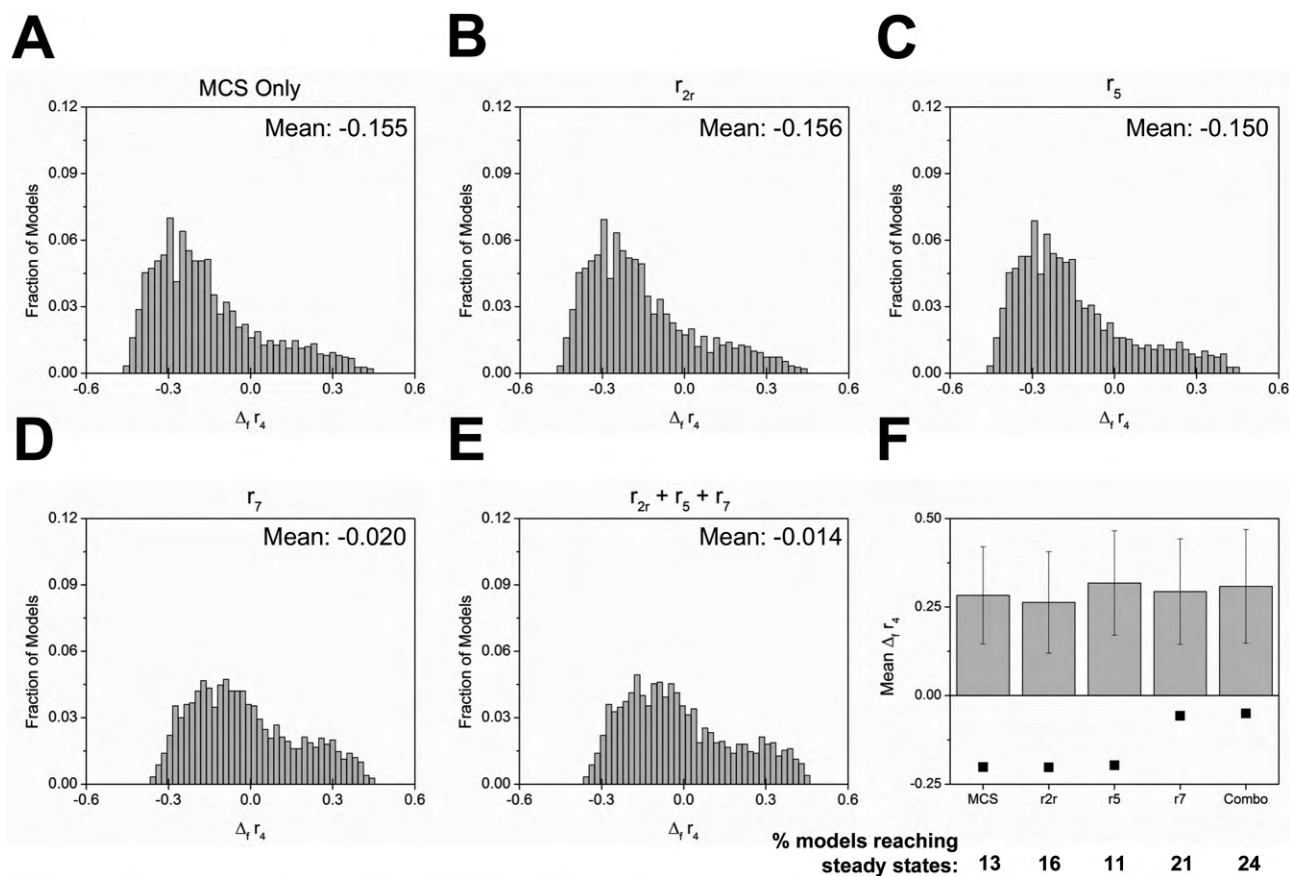 A
MCS Only
Mean: -0.155
0.12
0.09
0.06
0.03
0.00
Fraction of Models
-0.6 -0.3 0.0 0.3 0.6
Δf r4
B
r2r
Mean: -0.156
0.12
0.09
0.06
0.03
0.00
Fraction of Models
-0.6 -0.3 0.0 0.3 0.6
Δf r4
C
r5
Mean: -0.150
0.12
0.09
0.06
0.03
0.00
Fraction of Models
-0.6 -0.3 0.0 0.3 0.6
Δf r4
D
r7
Mean: -0.020
0.12
0.09
0.06
0.03
0.00
Fraction of Models
-0.6 -0.3 0.0 0.3 0.6
Δf r4
E
r2r + r5 + r7
Mean: -0.014
0.12
0.09
0.06
0.03
0.00
Fraction of Models
-0.6 -0.3 0.0 0.3 0.6
Δf r4
F
0.50
0.25
0.00
-0.25
Mean Δf r4
MCS r2r r5 r7 Combo
% models reaching
steady states: 13 16 11 21 24